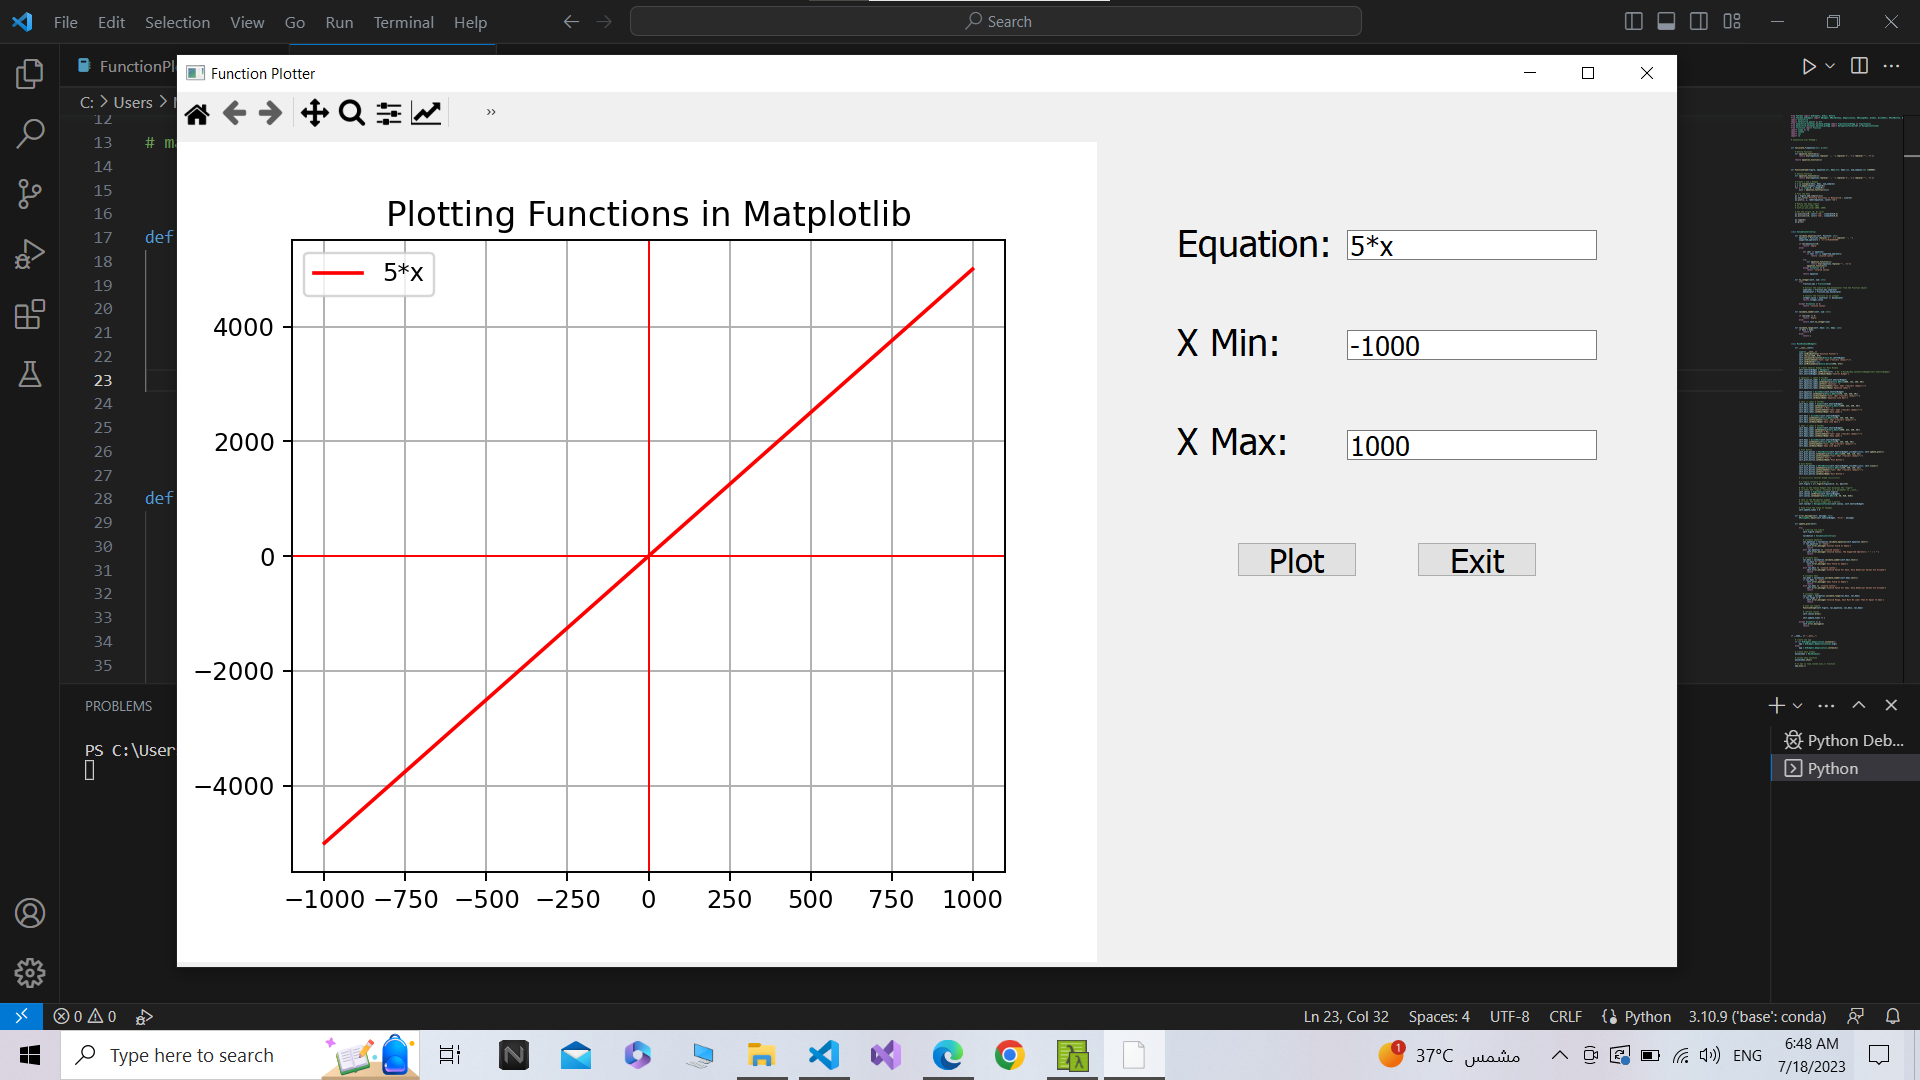 File Edit Selection View Go Run Terminal Help
Search
FunctionPl
Function Plotter
C: > Users >
12
13 # m
14
15
16
17 def
18
19
20
21
22
23
24
25
26
27
28 def
29
30
31
32
33
34
35
Plotting Functions in Matplotlib
5*x
4000
2000
0
−2000
−4000
−1000 −750 −500 −250 0 250 500 750 1000
Equation: 5*x
X Min: -1000
X Max: 1000
Plot Exit
PROBLEMS
PS C:\User
Python Deb...
Python
0 0
Ln 23, Col 32 Spaces: 4 UTF-8 CRLF Python 3.10.9 ('base': conda)
Type here to search
1 37°C مشمس ENG
6:48 AM
7/18/2023